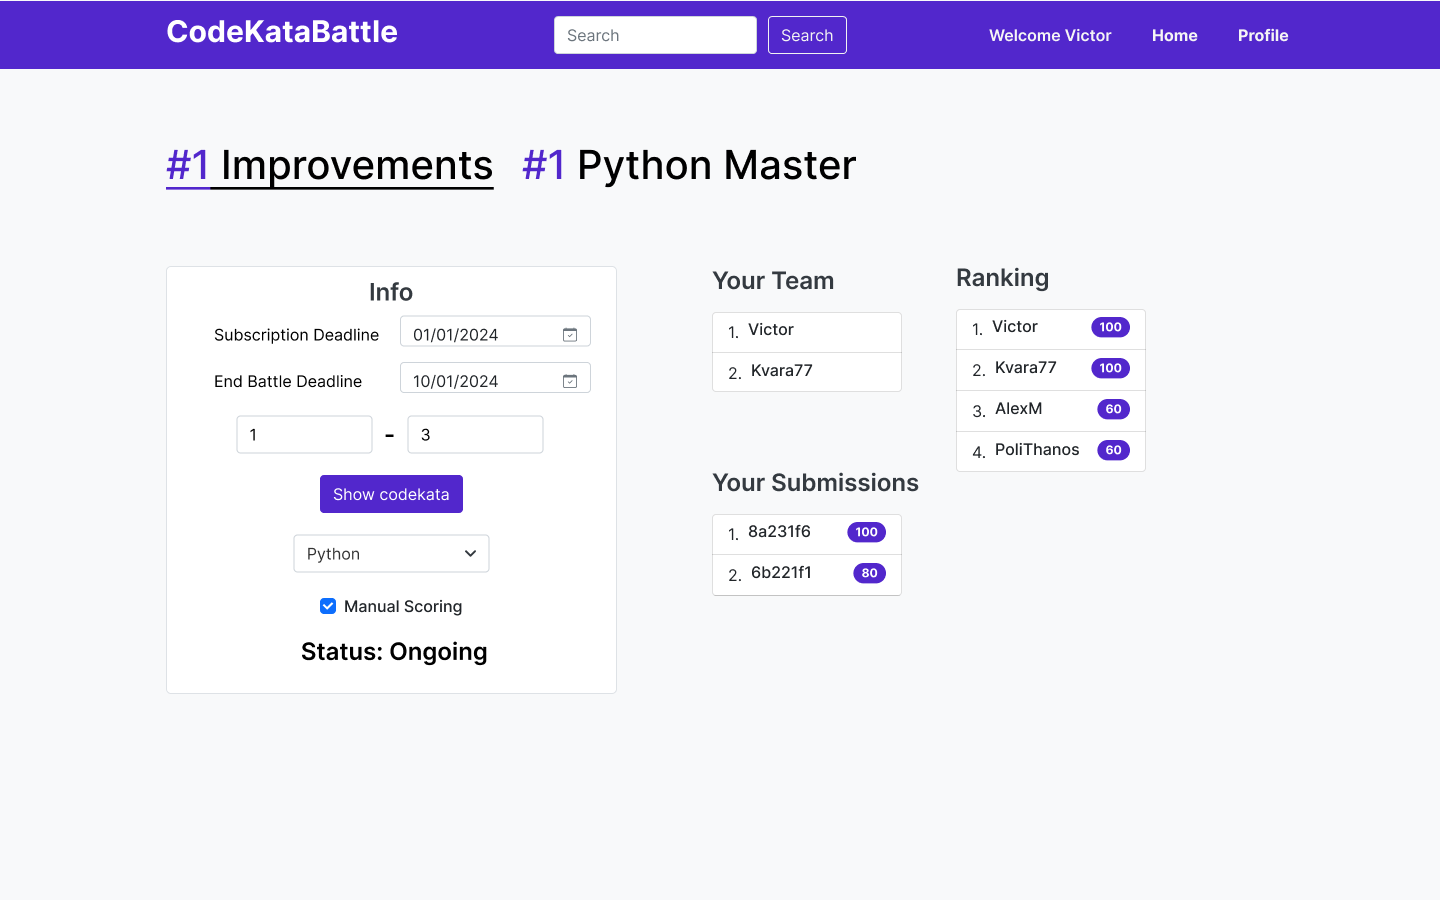 CodeKataBattle
Search
Search
Welcome Victor
Home
Profile
#1 Improvements
#1 Python Master
Info
Subscription Deadline
01/01/2024
End Battle Deadline
10/01/2024
1 - 3
Show codekata
Python
Manual Scoring
Status: Ongoing
Your Team
1. Victor
2. Kvara77
Your Submissions
1. 8a231f6 100
2. 6b221f1 80
Ranking
1. Victor 100
2. Kvara77 100
3. AlexM 60
4. PoliThanos 60